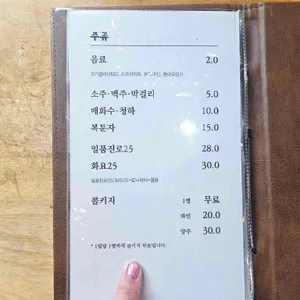 주류
음료 2.0
소주 · 맥주 · 막걸리 5.0
매화수 · 청하 10.0
복분자 15.0
일품진로25 28.0
화요25 30.0
콜키지 1병 무료
와인 20.0
양주 30.0